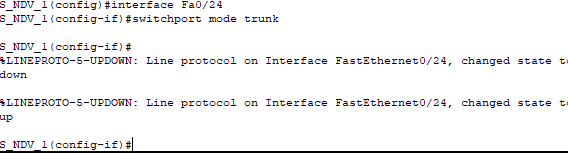 S_NDV_1(config)#interface Fa0/24
S_NDV_1(config-if)#switchport mode trunk
S_NDV_1(config-if)#
%LINEPROTO-5-UPDOWN: Line protocol on Interface FastEthernet0/24, changed state to
down
%LINEPROTO-5-UPDOWN: Line protocol on Interface FastEthernet0/24, changed state to
up
S_NDV_1(config-if)#